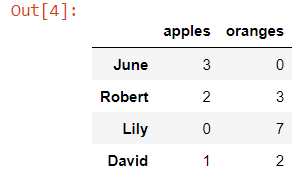 Out[4]:
apples oranges
June 3 0
Robert 2 3
Lily 0 7
David 1 2